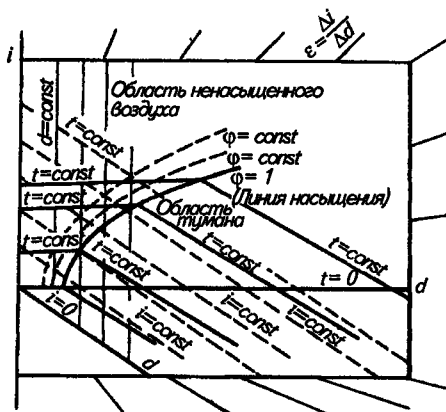 i
ε = Δi/Δd
Область ненасыщенного
воздуха
d=const
t=const
φ = const
φ = const
φ = 1
(Линия насыщения)
t=const
t=const
t=const
Область
тумана
t=const
t=const
t = 0
d
i=const
i=const
i=const
i=const
i=0
d